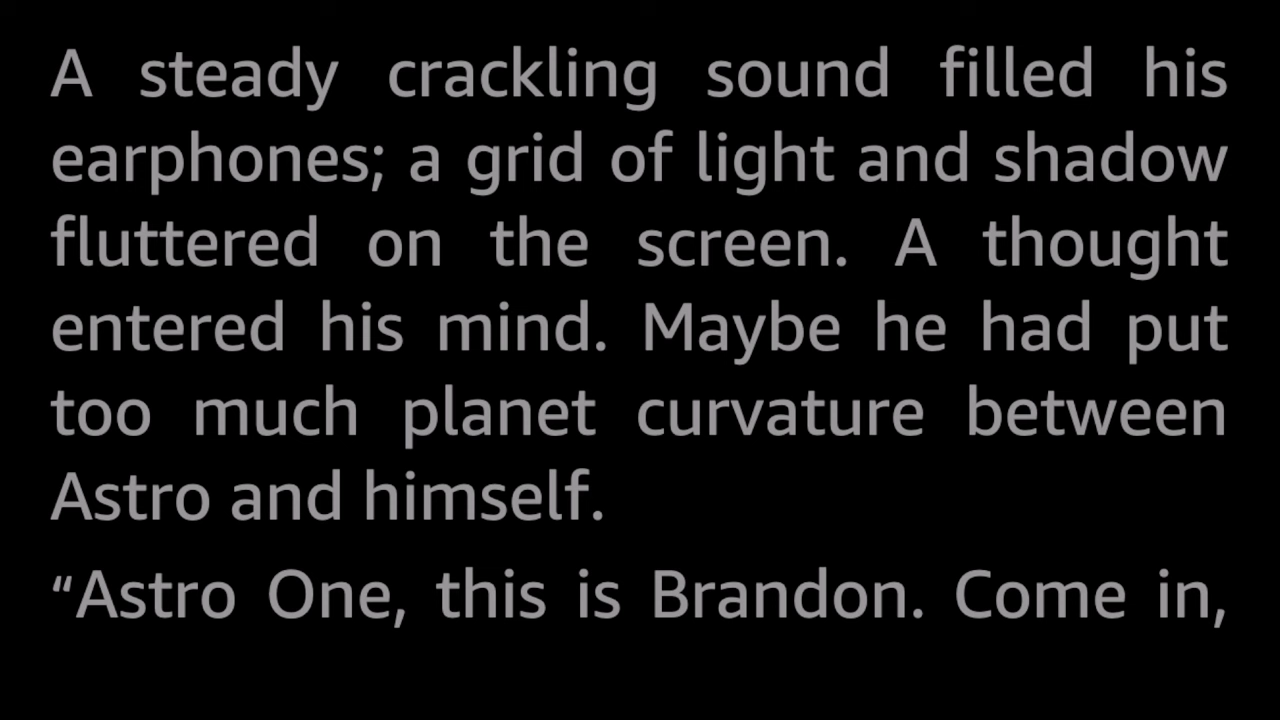 A steady crackling sound filled his
earphones; a grid of light and shadow
fluttered on the screen. A thought
entered his mind. Maybe he had put
too much planet curvature between
Astro and himself.
“Astro One, this is Brandon. Come in,